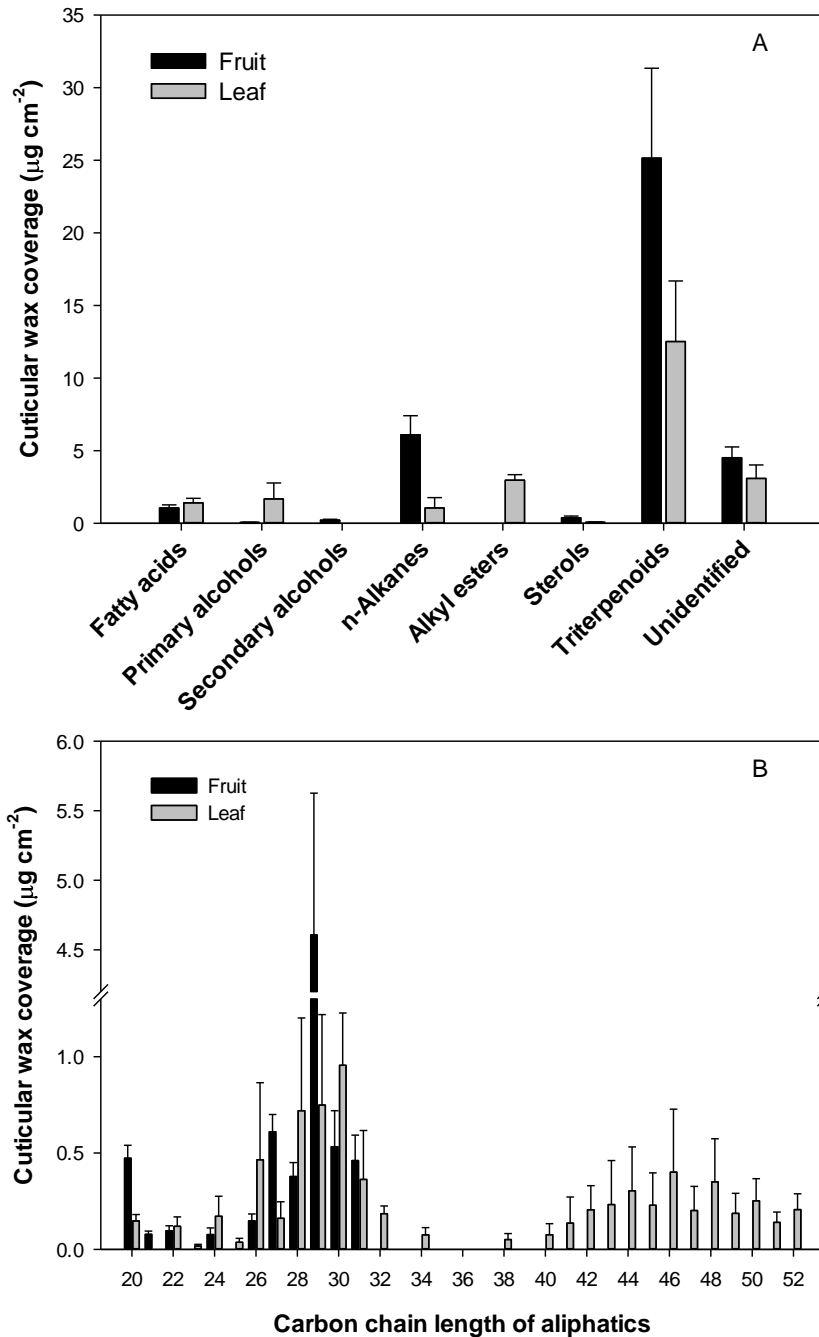 A
Fruit
Leaf
Cuticular wax coverage (µg cm-2)
35
30
25
20
15
10
5
0
Fatty acids
Primary alcohols
Secondary alcohols
n-Alkanes
Alkyl esters
Sterols
Triterpenoids
Unidentified
B
Fruit
Leaf
Cuticular wax coverage (µg cm-2)
6.0
5.5
5.0
4.5
1.0
0.5
0.0
20 22 24 26 28 30 32 34 36 38 40 42 44 46 48 50 52
Carbon chain length of aliphatics